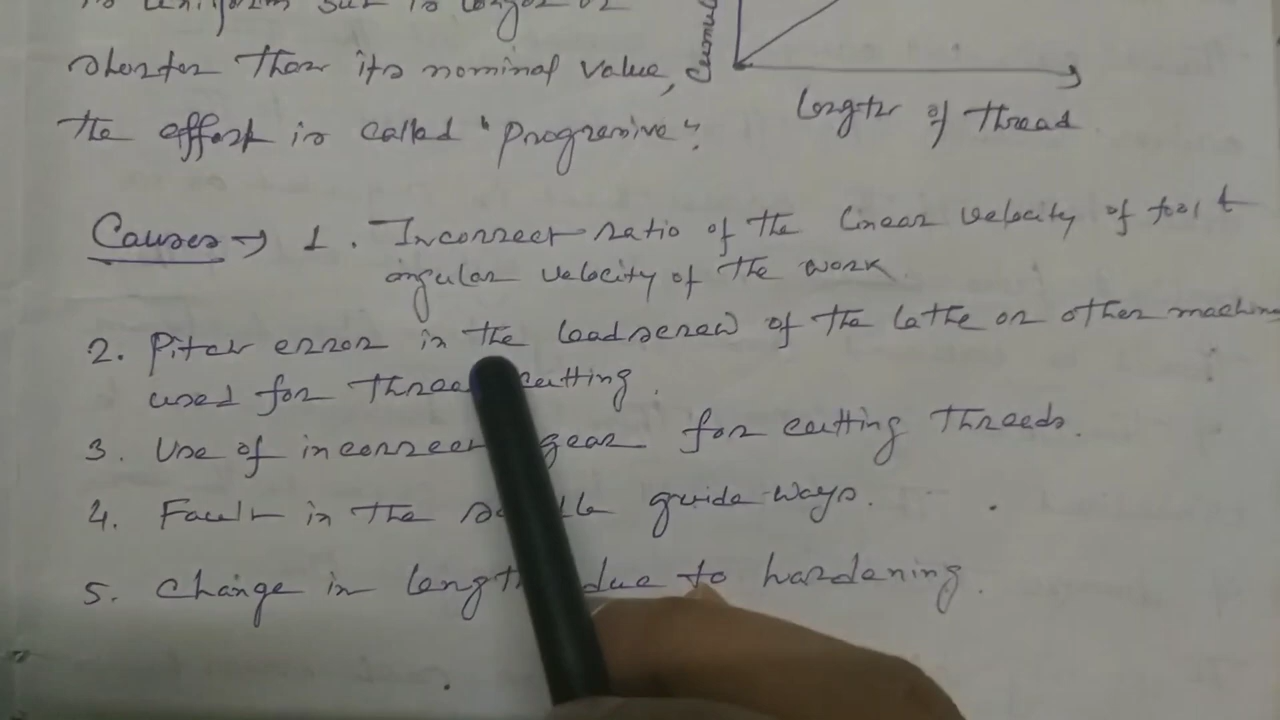 shorter than its nominal value,
the effort is called "Progressive".
Cumul
Length of thread
Causes → 1. Incorrect ratio of the linear velocity of tool &
angular velocity of the work
2. Pitch error in the leadscrew of the lathe or other machine
used for thread cutting.
3. Use of incorrect gear for cutting threads.
4. Fault in the guide ways.
5. Change in length due to hardening.